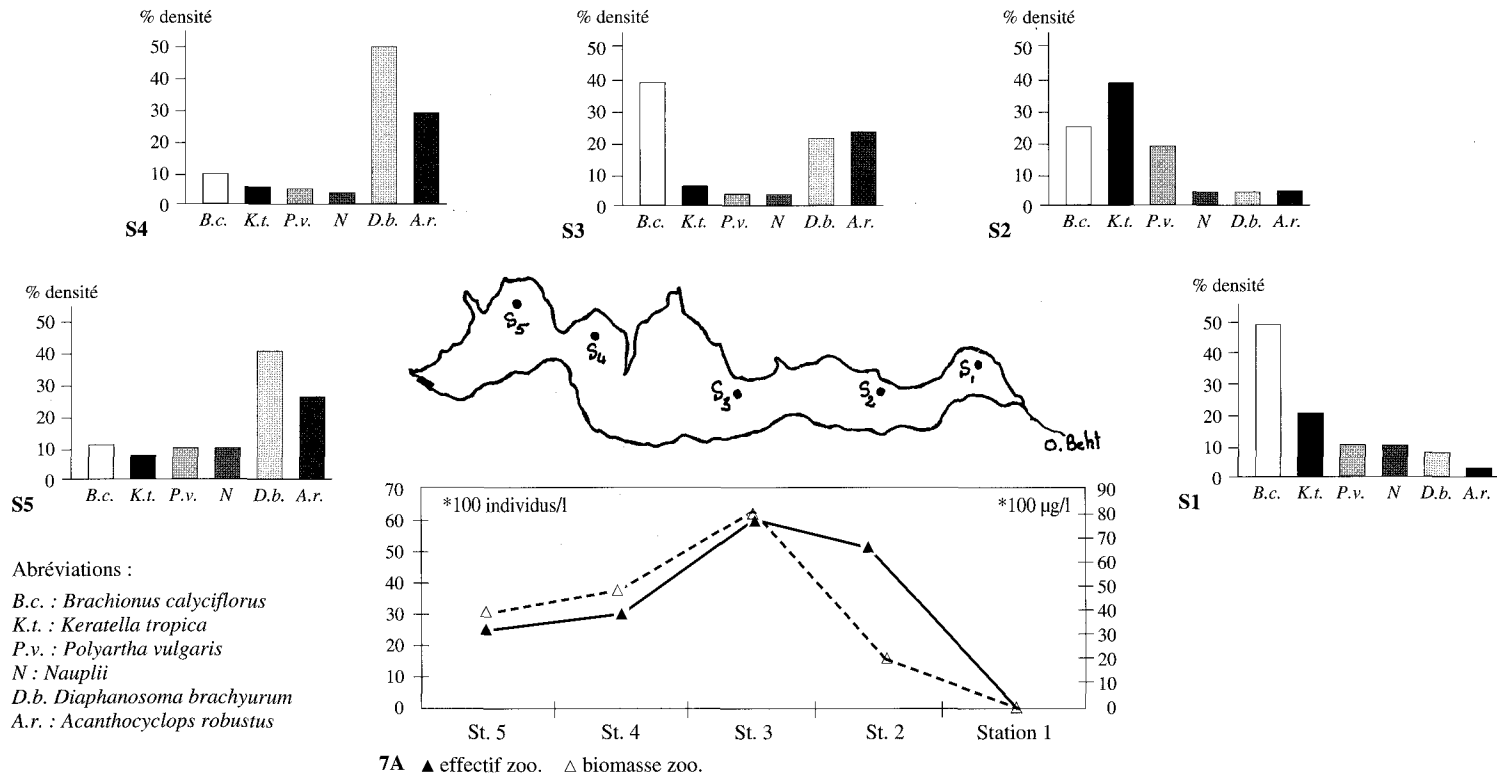 % densité
50
40
30
20
10
0
B.c. K.t. P.v. N D.b. A.r.
S4
% densité
50
40
30
20
10
0
B.c. K.t. P.v. N D.b. A.r.
S3
% densité
50
40
30
20
10
0
B.c. K.t. P.v. N D.b. A.r.
S2
% densité
50
40
30
20
10
0
B.c. K.t. P.v. N D.b. A.r.
S5
S5
S4
S3
S2
S1
O. Beht
% densité
50
40
30
20
10
0
B.c. K.t. P.v. N D.b. A.r.
S1
Abréviations :
B.c. : Brachionus calyciflorus
K.t. : Keratella tropica
P.v. : Polyartha vulgaris
N : Nauplii
D.b. Diaphanosoma brachyurum
A.r. : Acanthocyclops robustus
*100 individus/l
*100 µg/l
70
60
50
40
30
20
10
0
90
80
70
60
50
40
30
20
10
0
St. 5 St. 4 St. 3 St. 2 Station 1
7A ▲ effectif zoo. △ biomasse zoo.